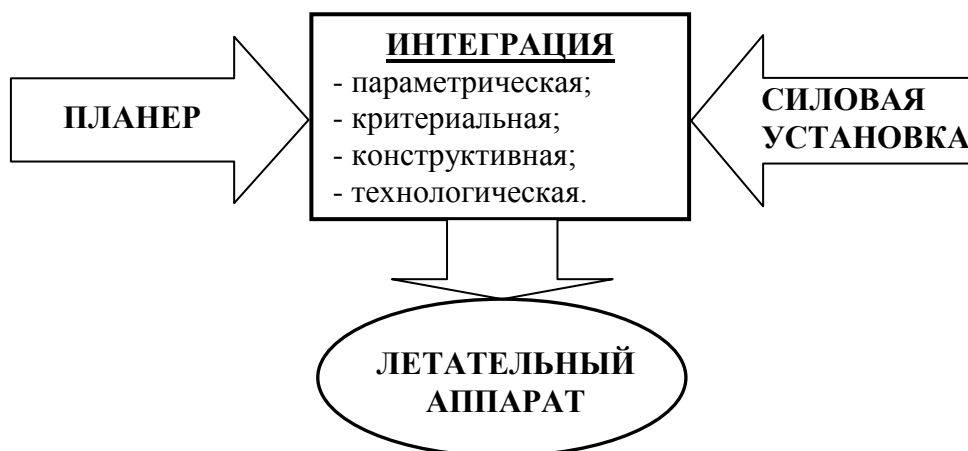 ПЛАНЕР
ИНТЕГРАЦИЯ
- параметрическая;
- критериальная;
- конструктивная;
- технологическая.
СИЛОВАЯ
УСТАНОВКА
ЛЕТАТЕЛЬНЫЙ
АППАРАТ